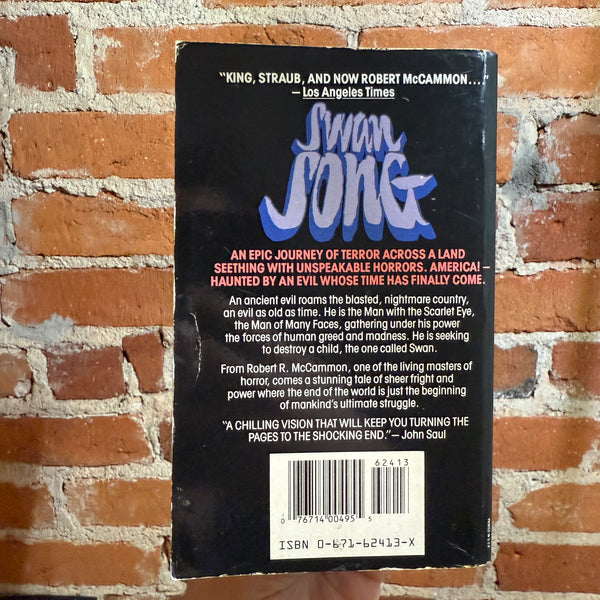 "KING, STRAUB, AND NOW ROBERT McCAMMON...."
— Los Angeles Times
Swan
Song
AN EPIC JOURNEY OF TERROR ACROSS A LAND
SEETHING WITH UNSPEAKABLE HORRORS. AMERICA! –
HAUNTED BY AN EVIL WHOSE TIME HAS FINALLY COME.
An ancient evil roams the blasted, nightmare country,
an evil as old as time. He is the Man with the Scarlet Eye,
the Man of Many Faces, gathering under his power
the forces of human greed and madness. He is seeking
to destroy a child, the one called Swan.
From Robert R. McCammon, one of the living masters of
horror, comes a stunning tale of sheer fright and
power where the end of the world is just the beginning
of mankind's ultimate struggle.
"A CHILLING VISION THAT WILL KEEP YOU TURNING THE
PAGES TO THE SHOCKING END."— John Saul
62413
0 76714 00495 5
ISBN 0-671-62413-X